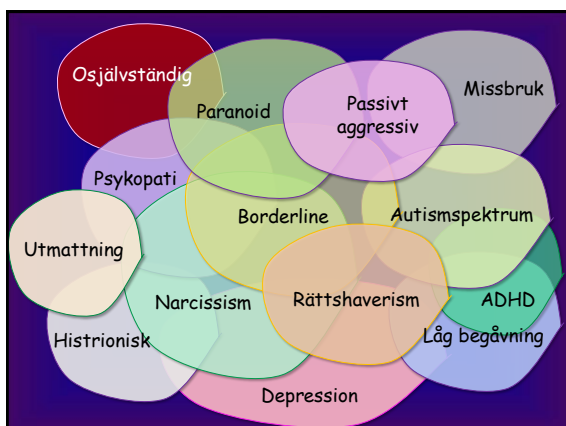 Osjälvständig
Paranoid
Passivt
aggressiv
Missbruk
Psykopati
Borderline
Autismspektrum
Utmattning
Narcissism
Rättshaverism
ADHD
Histrionisk
Låg begåvning
Depression